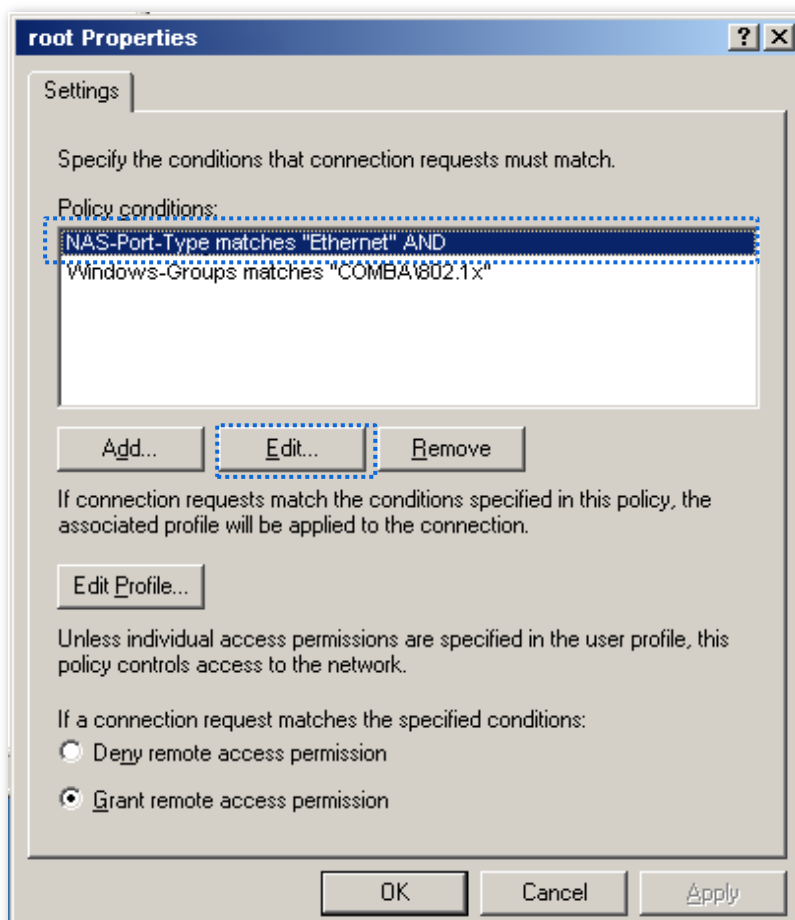 root Properties
? X
Settings
Specify the conditions that connection requests must match.
Policy conditions:
NAS-Port-Type matches "Ethernet" AND
Windows-Groups matches "COMBA\802.1x"
Add... Edit... Remove
If connection requests match the conditions specified in this policy, the
associated profile will be applied to the connection.
Edit Profile...
Unless individual access permissions are specified in the user profile, this
policy controls access to the network.
If a connection request matches the specified conditions:
Deny remote access permission
Grant remote access permission
OK Cancel Apply